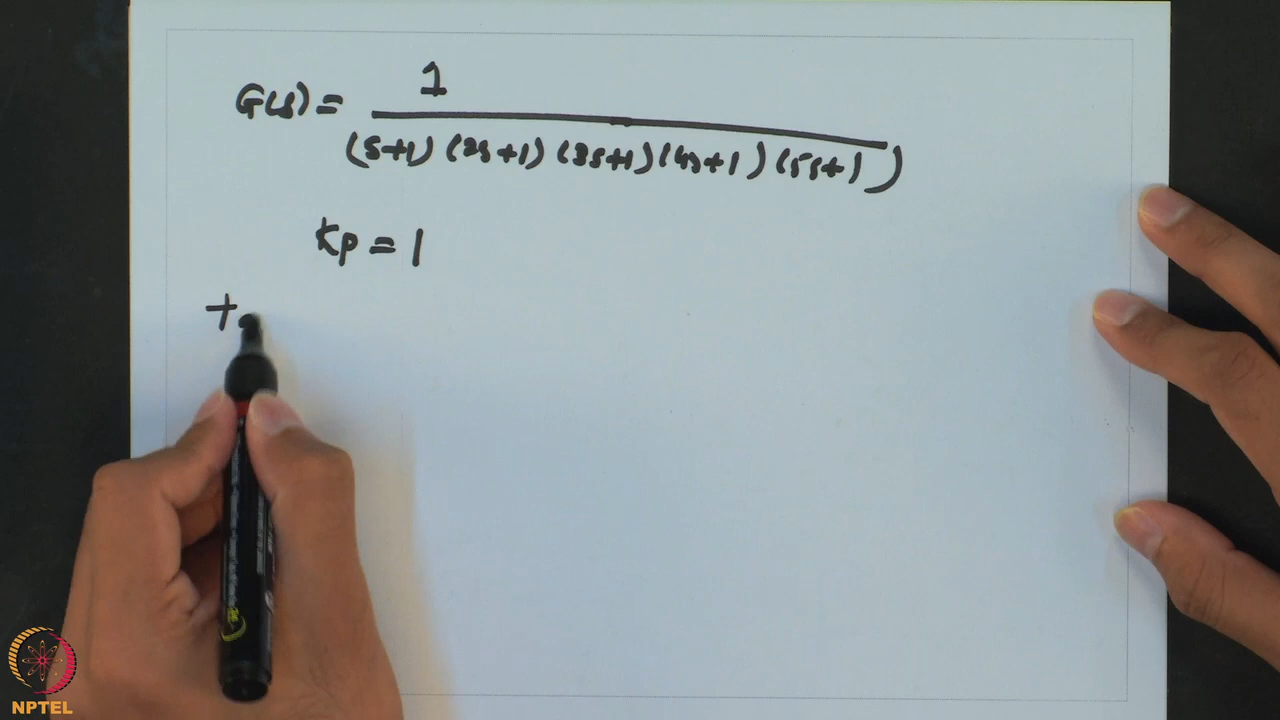 G(s) = 1 / (s+1) (2s+1) (3s+1) (4s+1) (5s+1)
Kp = 1
NPTEL